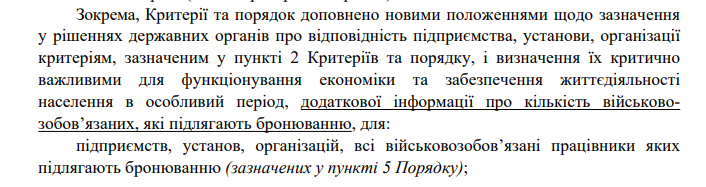 Зокрема, Критерії та порядок доповнено новими положеннями щодо зазначення
у рішеннях державних органів про відповідність підприємства, установи, організації
критеріям, зазначеним у пункті 2 Критеріїв та порядку, і визначення їх критично
важливими для функціонування економіки та забезпечення життєдіяльності
населення в особливий період, додаткової інформації про кількість військово-
зобов’язаних, які підлягають бронюванню, для:
підприємств, установ, організацій, всі військовозобов’язані працівники яких
підлягають бронюванню (зазначених у пункті 5 Порядку);